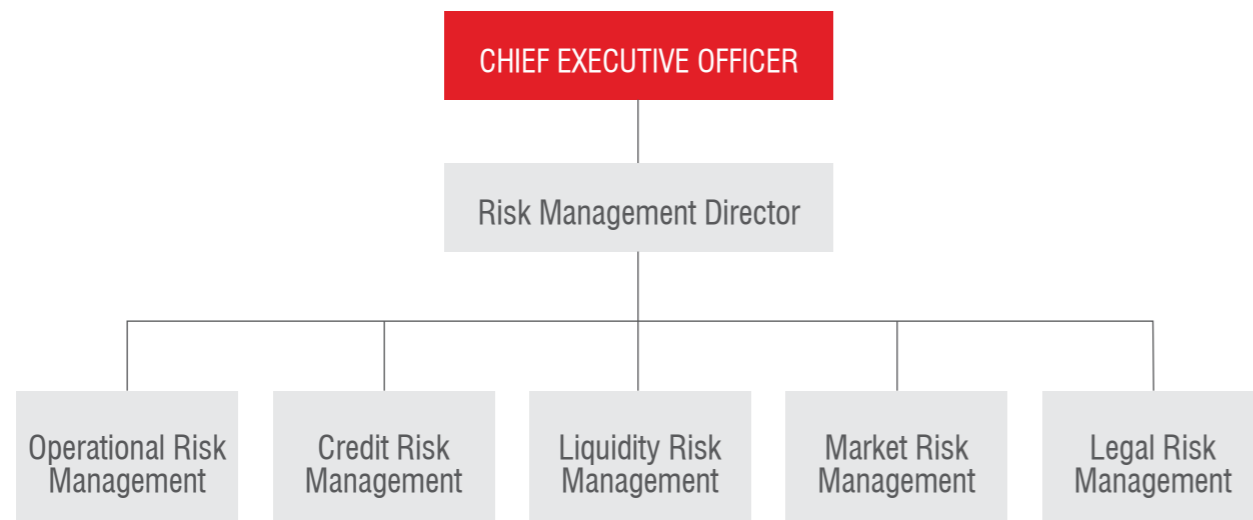 CHIEF EXECUTIVE OFFICER
Risk Management Director
Operational Risk
Management
Credit Risk
Management
Liquidity Risk
Management
Market Risk
Management
Legal Risk
Management